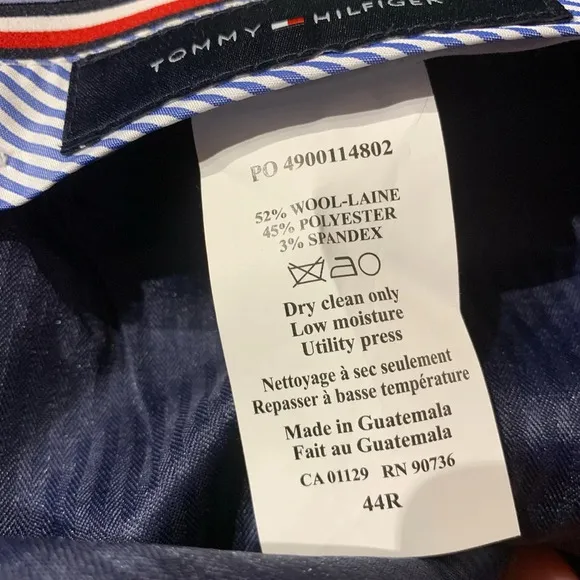 TOMMY HILFIGER
PO 4900114802
52% WOOL-LAINE
45% POLYESTER
3% SPANDEX
Dry clean only
Low moisture
Utility press
Nettoyage à sec seulement
Repasser à basse température
Made in Guatemala
Fait au Guatemala
CA 01129 RN 90736
44R